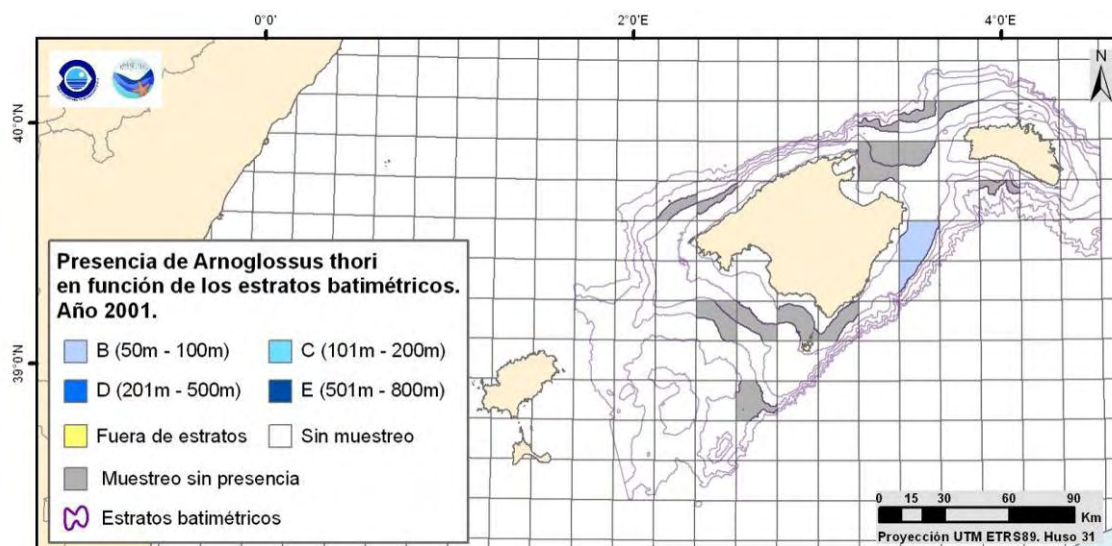 0°0' 2°0'E 4°0'E
N
40°0'N
39°0'N
Presencia de Arnoglossus thori
en función de los estratos batimétricos.
Año 2001.
B (50m - 100m) C (101m - 200m)
D (201m - 500m) E (501m - 800m)
Fuera de estratos Sin muestreo
Muestreo sin presencia
Estratos batimétricos
0 15 30 60 90
Km
Proyección UTM ETRS89. Huso 31